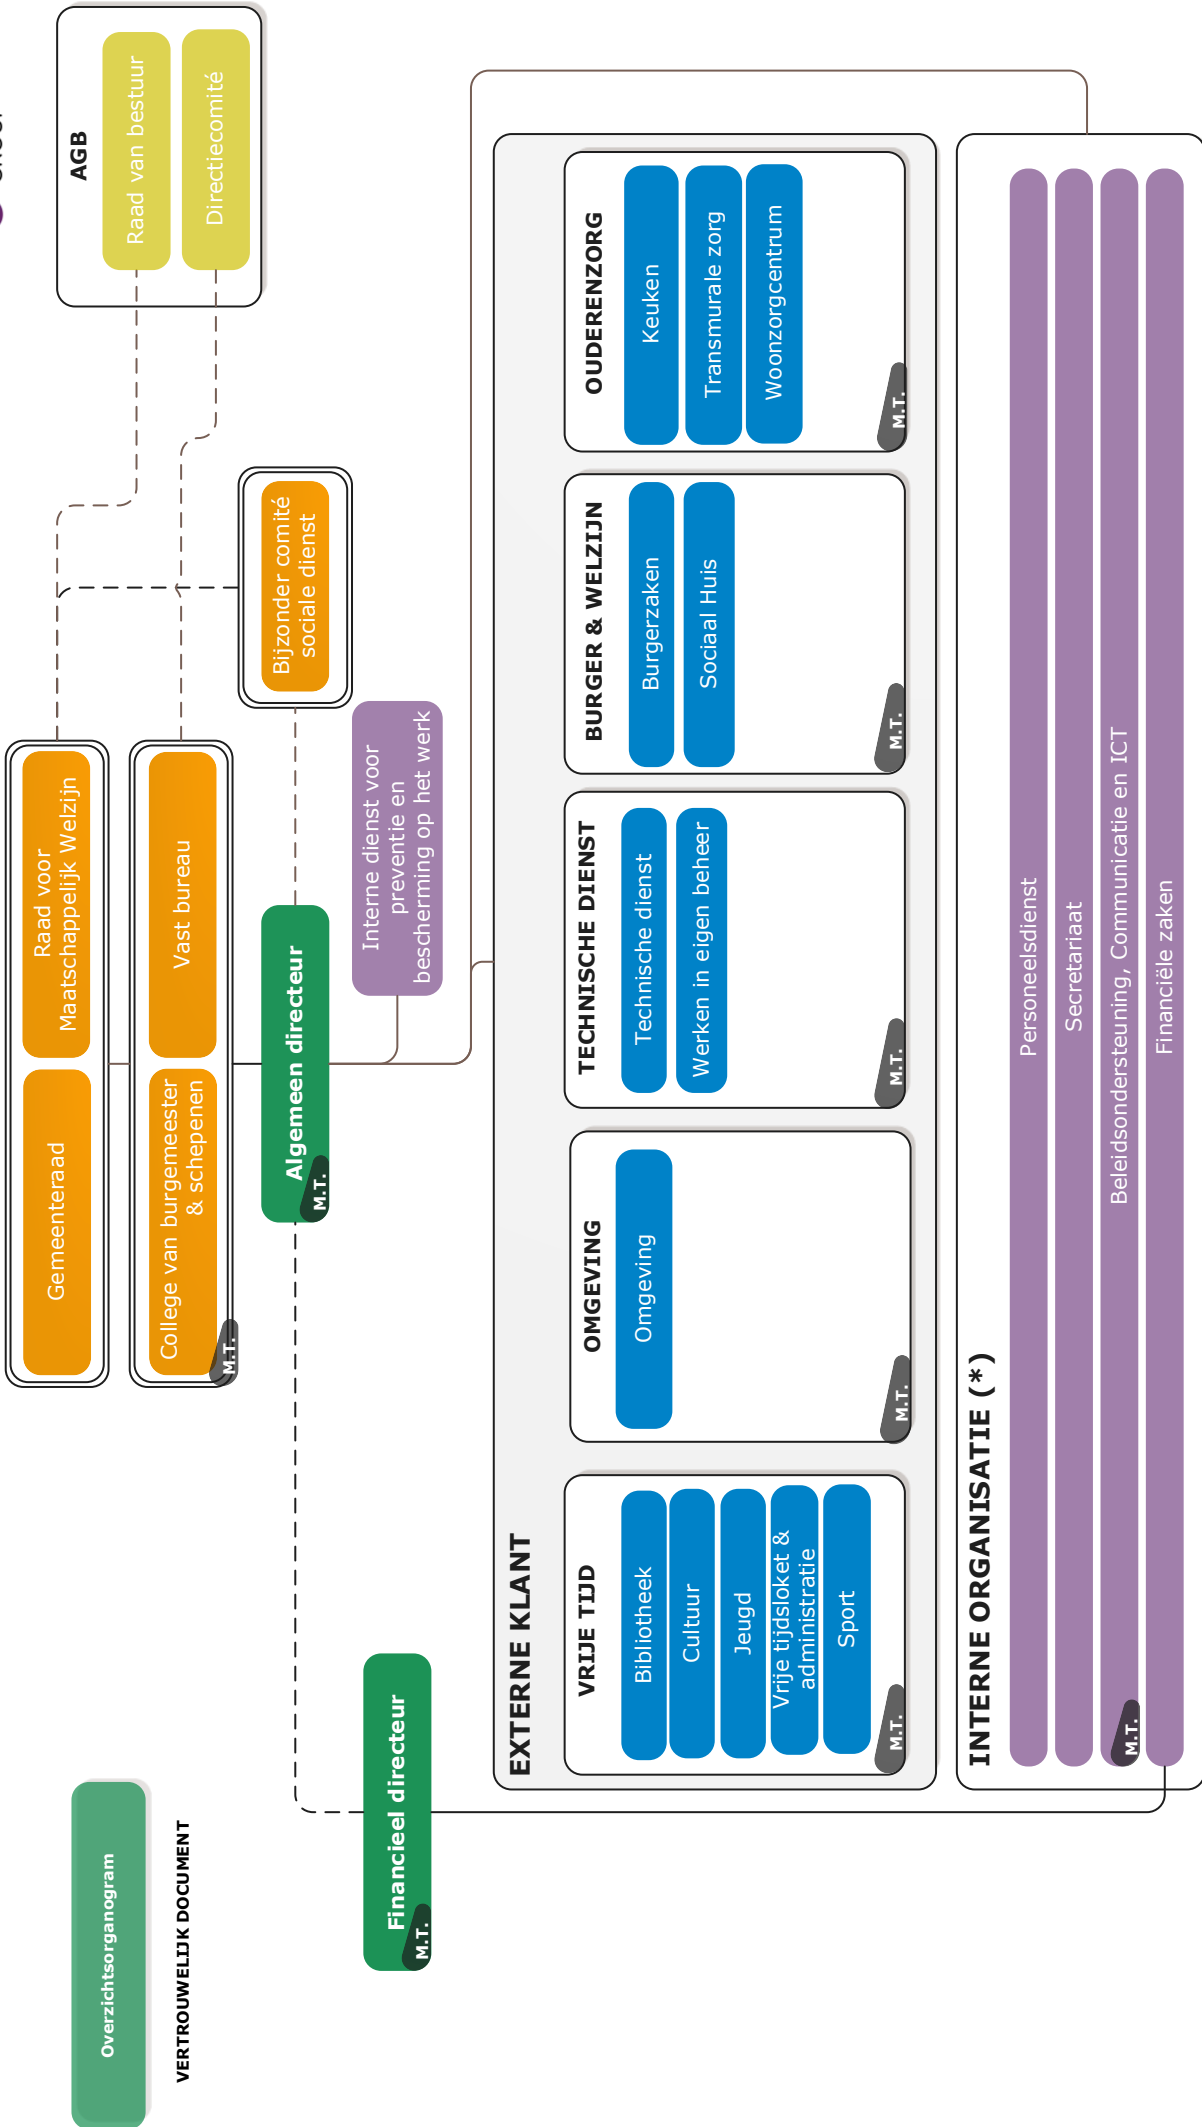 Overzichtsorganogram
VERTROUWELIJK DOCUMENT
Gemeenteraad
Raad voor
Maatschappelijk Welzijn
College van burgemeester
& schepenen
M.T.
Vast bureau
AGB
Raad van bestuur
Directiecomité
Bijzonder comité
sociale dienst
Algemeen directeur
M.T.
Interne dienst voor
preventie en
bescherming op het werk
Financieel directeur
M.T.
EXTERNE KLANT
VRIJE TIJD
Bibliotheek
Cultuur
Jeugd
Vrije tijdsloket &
administratie
Sport
M.T.
OMGEVING
Omgeving
M.T.
TECHNISCHE DIENST
Technische dienst
Werken in eigen beheer
M.T.
BURGER & WELZIJN
Burgerzaken
Sociaal Huis
M.T.
OUDERENZORG
Keuken
Transmurale zorg
Woonzorgcentrum
M.T.
INTERNE ORGANISATIE (*)
Personeelsdienst
Secretariaat
Beleidsondersteuning, Communicatie en ICT
M.T.
Financiële zaken